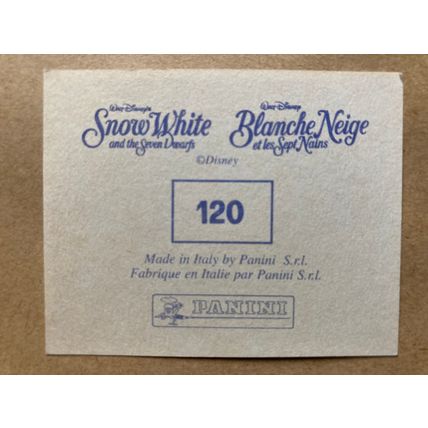 Walt Disney's Walt Disney
Snow White Blanche Neige
and the Seven Dwarfs et les Sept Nains
©Disney
120
Made in Italy by Panini S.r.l.
Fabrique en Italie par Panini S.r.l.
PANINI